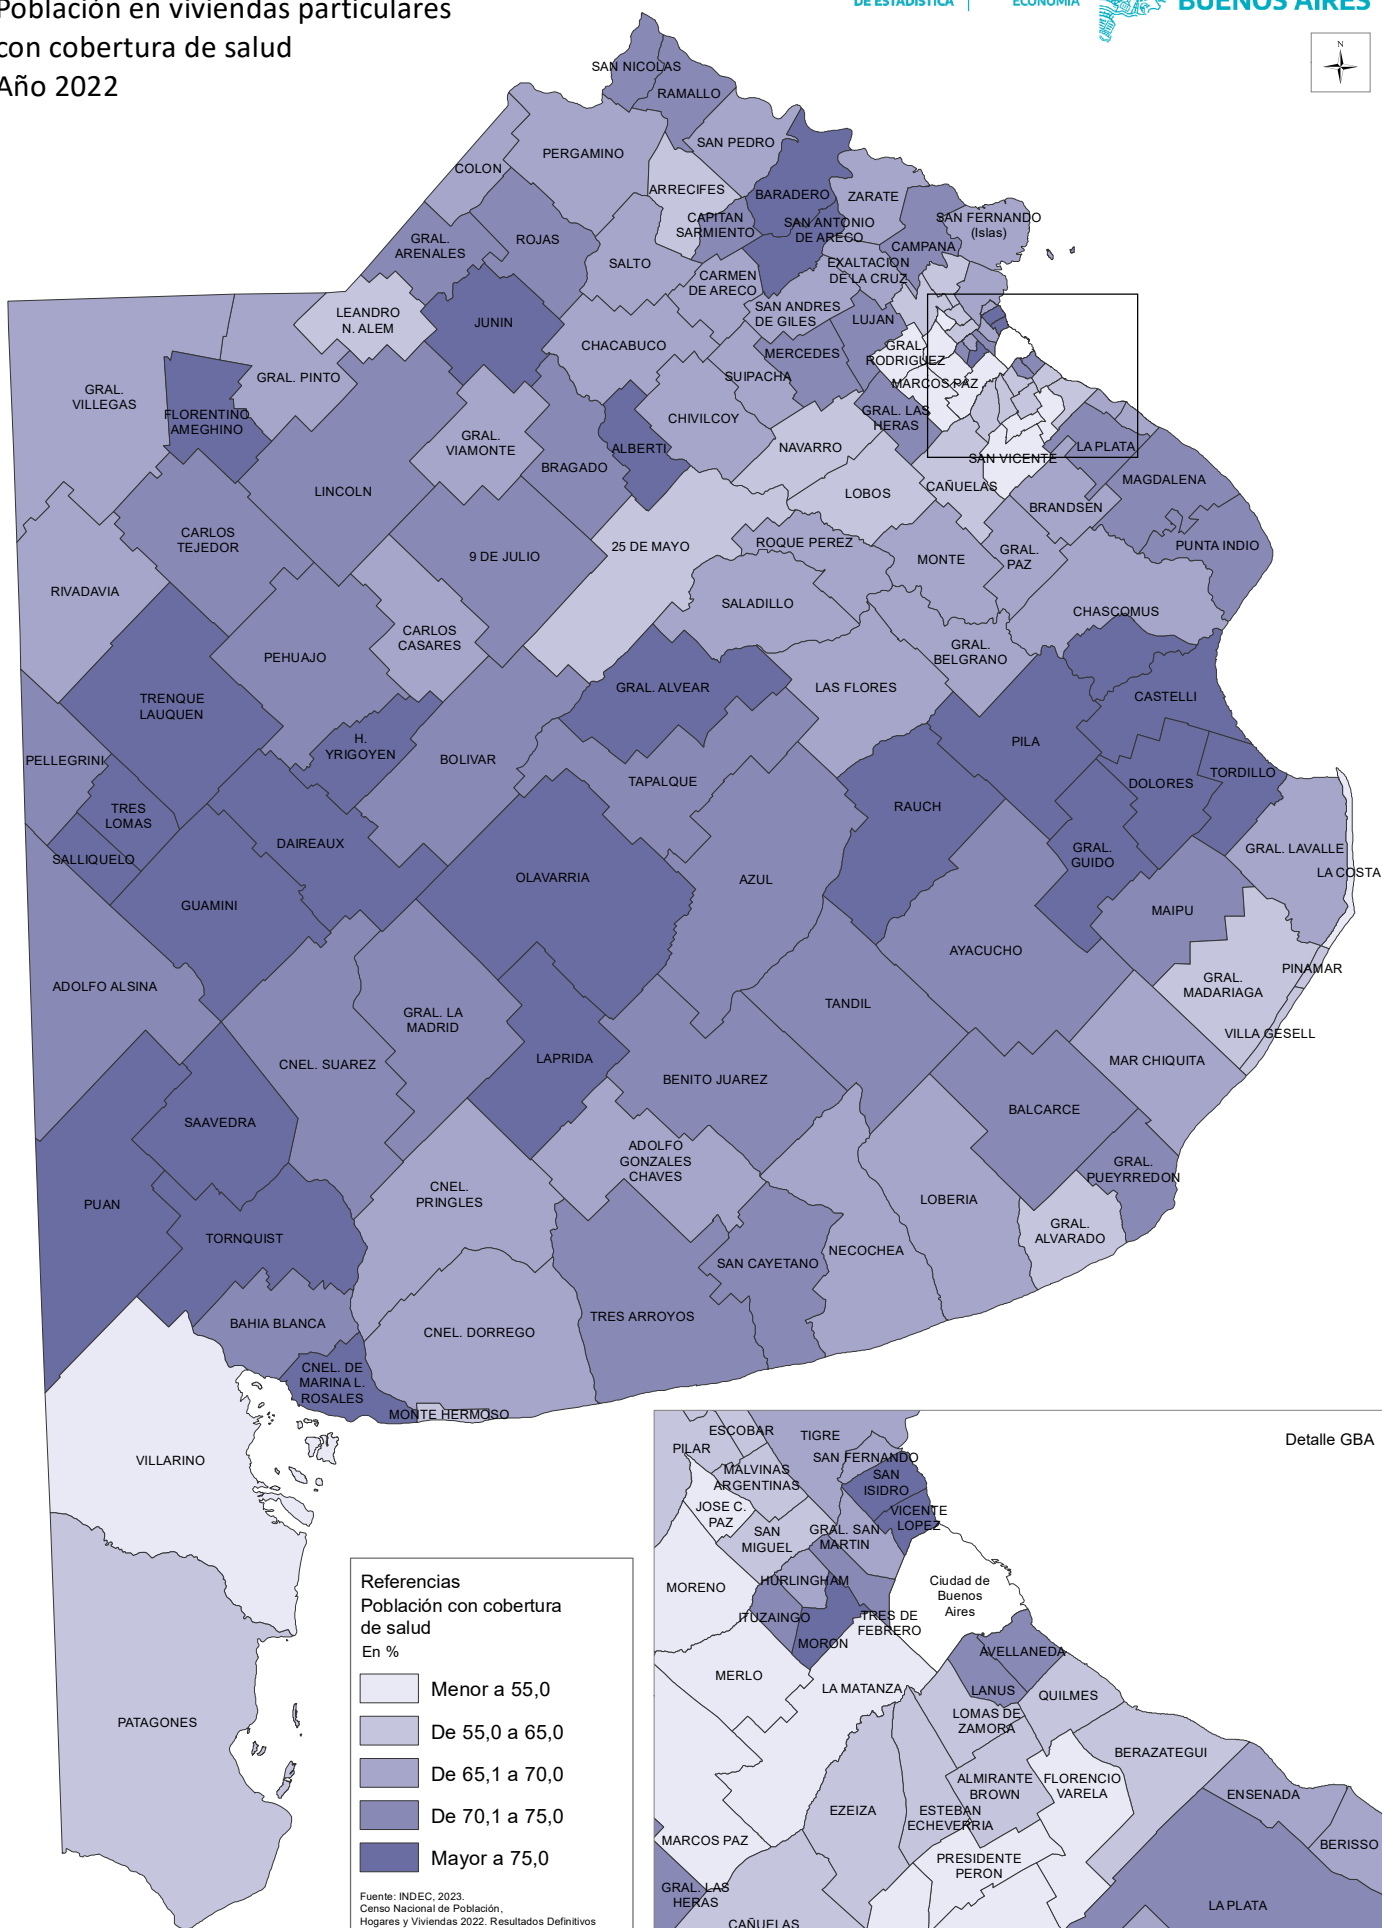 Población en viviendas particulares
con cobertura de salud
Año 2022
DE ESTADÍSTICA
ECONOMÍA
BUENOS AIRES
N
SAN NICOLAS
RAMALLO
SAN PEDRO
PERGAMINO
COLON
ARRECIFES
BARADERO
ZARATE
CAPITAN
SARMIENTO
SAN ANTONIO
DE ARECO
SAN FERNANDO
(Islas)
CAMPANA
GRAL.
ARENALES
ROJAS
SALTO
CARMEN
DE ARECO
EXALTACION
DE LA CRUZ
LEANDRO
N. ALEM
JUNIN
SAN ANDRES
DE GILES
LUJAN
CHACABUCO
MERCEDES
GRAL.
RODRIGUEZ
GRAL.
VILLEGAS
GRAL. PINTO
SUIPACHA
MARCOS PAZ
FLORENTINO
AMEGHINO
CHIVILCOY
GRAL. LAS
HERAS
GRAL.
VIAMONTE
ALBERTI
NAVARRO
LA PLATA
BRAGADO
SAN VICENTE
LINCOLN
LOBOS
CAÑUELAS
MAGDALENA
BRANDSEN
CARLOS
TEJEDOR
9 DE JULIO
25 DE MAYO
ROQUE PEREZ
MONTE
GRAL.
PAZ
PUNTA INDIO
RIVADAVIA
SALADILLO
CHASCOMUS
CARLOS
CASARES
PEHUAJO
GRAL.
BELGRANO
TRENQUE
LAUQUEN
GRAL. ALVEAR
LAS FLORES
CASTELLI
H.
YRIGOYEN
PILA
PELLEGRINI
BOLIVAR
TAPALQUE
DOLORES
TORDILLO
TRES
LOMAS
RAUCH
DAIREAUX
GRAL.
GUIDO
GRAL. LAVALLE
SALLIQUELO
OLAVARRIA
AZUL
LA COSTA
GUAMINI
MAIPU
AYACUCHO
ADOLFO ALSINA
GRAL.
MADARIAGA
PINAMAR
GRAL. LA
MADRID
TANDIL
VILLA GESELL
CNEL. SUAREZ
LAPRIDA
BENITO JUAREZ
MAR CHIQUITA
SAAVEDRA
BALCARCE
ADOLFO
GONZALES
CHAVES
GRAL.
PUEYRREDON
PUAN
CNEL.
PRINGLES
LOBERIA
GRAL.
ALVARADO
TORNQUIST
NECOCHEA
SAN CAYETANO
BAHIA BLANCA
CNEL. DORREGO
TRES ARROYOS
CNEL. DE
MARINA L.
ROSALES
MONTE HERMOSO
VILLARINO
PATAGONES
Referencias
Población con cobertura
de salud
En %
Menor a 55,0
De 55,0 a 65,0
De 65,1 a 70,0
De 70,1 a 75,0
Mayor a 75,0
Fuente: INDEC, 2023.
Censo Nacional de Población,
Hogares y Viviendas 2022. Resultados Definitivos
Detalle GBA
ESCOBAR
TIGRE
PILAR
SAN FERNANDO
MALVINAS
ARGENTINAS
SAN
ISIDRO
JOSE C.
PAZ
VICENTE
LOPEZ
SAN
MIGUEL
GRAL. SAN
MARTIN
MORENO
HURLINGHAM
Ciudad de
Buenos
Aires
ITUZAINGO
TRES DE
FEBRERO
MORON
AVELLANEDA
MERLO
LA MATANZA
LANUS
QUILMES
LOMAS DE
ZAMORA
BERAZATEGUI
ALMIRANTE
BROWN
FLORENCIO
VARELA
ENSENADA
EZEIZA
ESTEBAN
ECHEVERRIA
MARCOS PAZ
BERISSO
PRESIDENTE
PERON
GRAL. LAS
HERAS
LA PLATA
CAÑUELAS